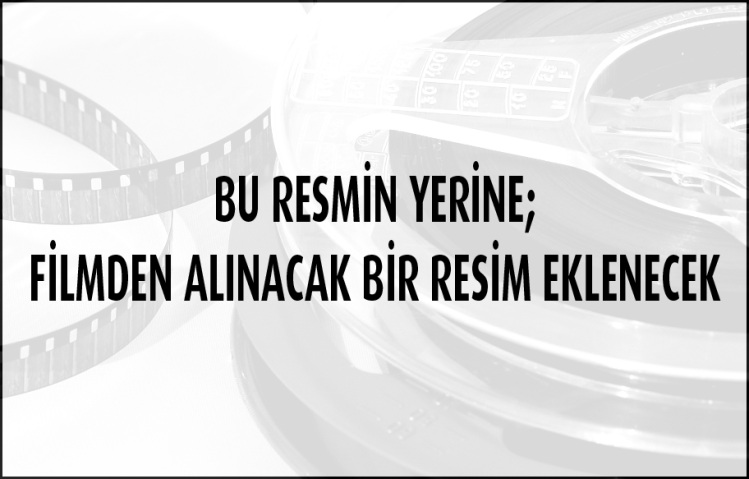 BU RESMİN YERİNE;
FİLMDEN ALINACAK BİR RESİM EKLENECEK